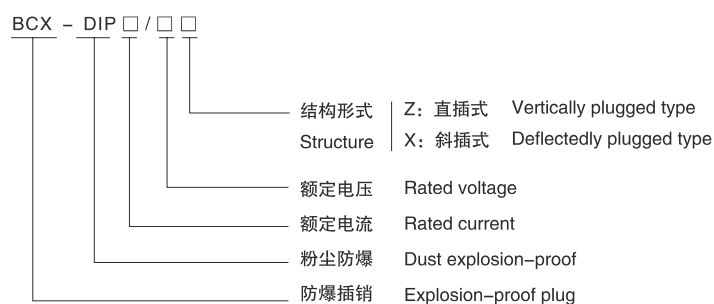 BCX - DIP□/□□
结构形式 Z：直插式 Vertically plugged type
Structure X：斜插式 Deflectedly plugged type
额定电压 Rated voltage
额定电流 Rated current
粉尘防爆 Dust explosion-proof
防爆插销 Explosion-proof plug